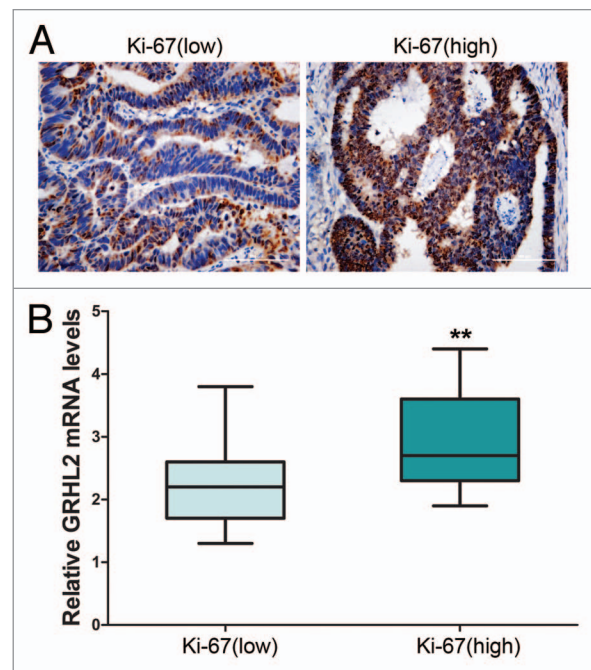 A
Ki-67(low)
Ki-67(high)
B
Relative GRHL2 mRNA levels
5
4
3
2
1
0
**
Ki-67(low)
Ki-67(high)